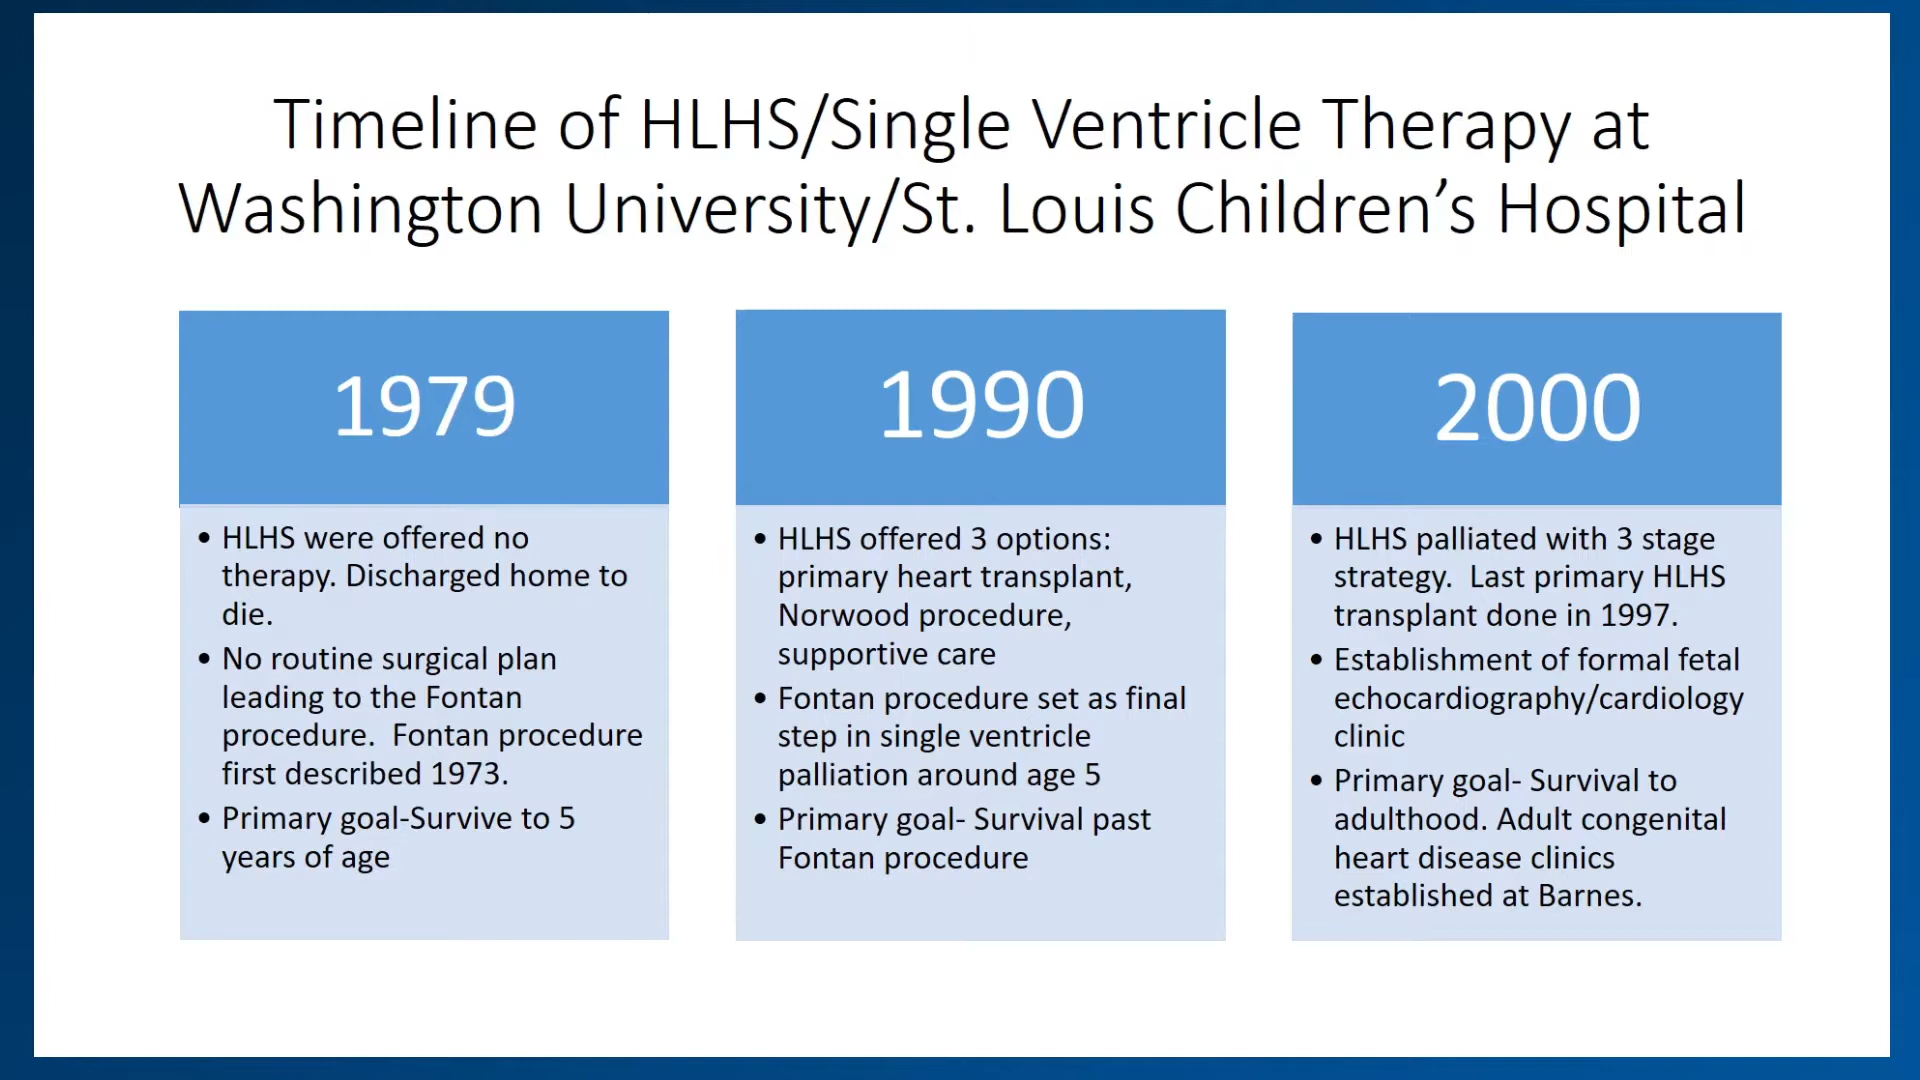 Timeline of HLHS/Single Ventricle Therapy at
Washington University/St. Louis Children’s Hospital
1979
• HLHS were offered no
therapy. Discharged home to
die.
• No routine surgical plan
leading to the Fontan
procedure.  Fontan procedure
first described 1973.
• Primary goal-Survive to 5
years of age
1990
• HLHS offered 3 options:
primary heart transplant,
Norwood procedure,
supportive care
• Fontan procedure set as final
step in single ventricle
palliation around age 5
• Primary goal- Survival past
Fontan procedure
2000
• HLHS palliated with 3 stage
strategy.  Last primary HLHS
transplant done in 1997.
• Establishment of formal fetal
echocardiography/cardiology
clinic
• Primary goal- Survival to
adulthood. Adult congenital
heart disease clinics
established at Barnes.